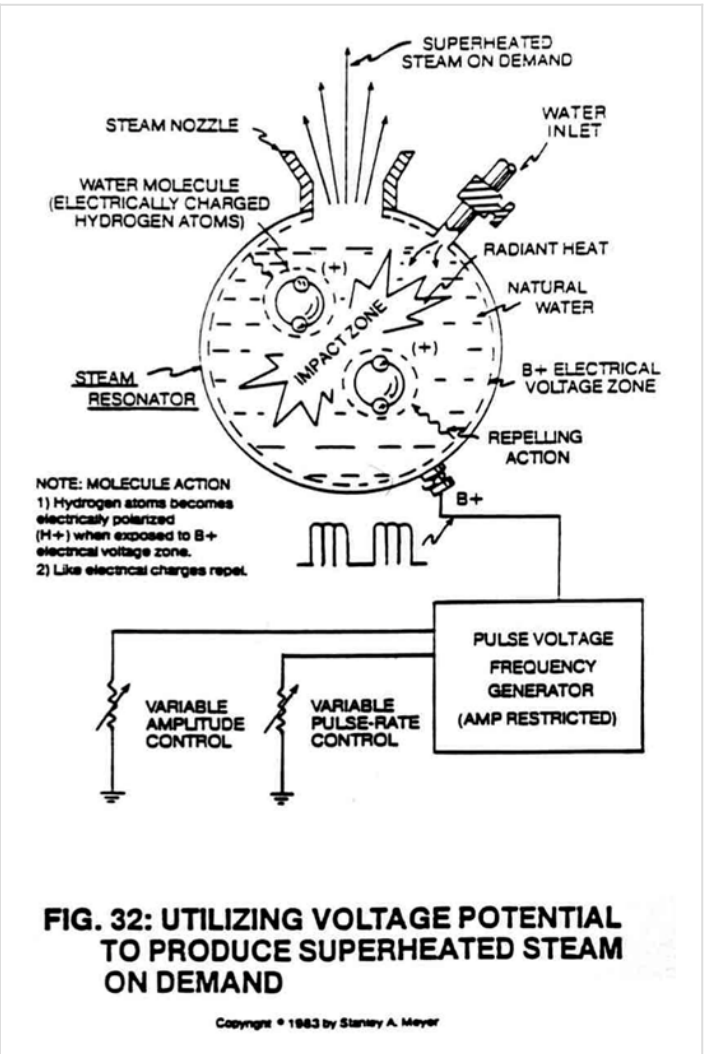 SUPERHEATED
STEAM ON DEMAND
STEAM NOZZLE
WATER
INLET
WATER MOLECULE
(ELECTRICALLY CHARGED
HYDROGEN ATOMS)
(+)
RADIANT HEAT
NATURAL
WATER
IMPACT ZONE
(+)
STEAM
RESONATOR
B+ ELECTRICAL
VOLTAGE ZONE
REPELLING
ACTION
B+
NOTE: MOLECULE ACTION
1) Hydrogen atoms becomes
electrically polarized
(H+) when exposed to B+
electrical voltage zone.
2) Like electrical charges repel.
PULSE VOLTAGE
FREQUENCY
GENERATOR
(AMP RESTRICTED)
VARIABLE
AMPLITUDE
CONTROL
VARIABLE
PULSE-RATE
CONTROL
FIG. 32: UTILIZING VOLTAGE POTENTIAL
TO PRODUCE SUPERHEATED STEAM
ON DEMAND
Copyright © 1983 by Stanley A. Meyer